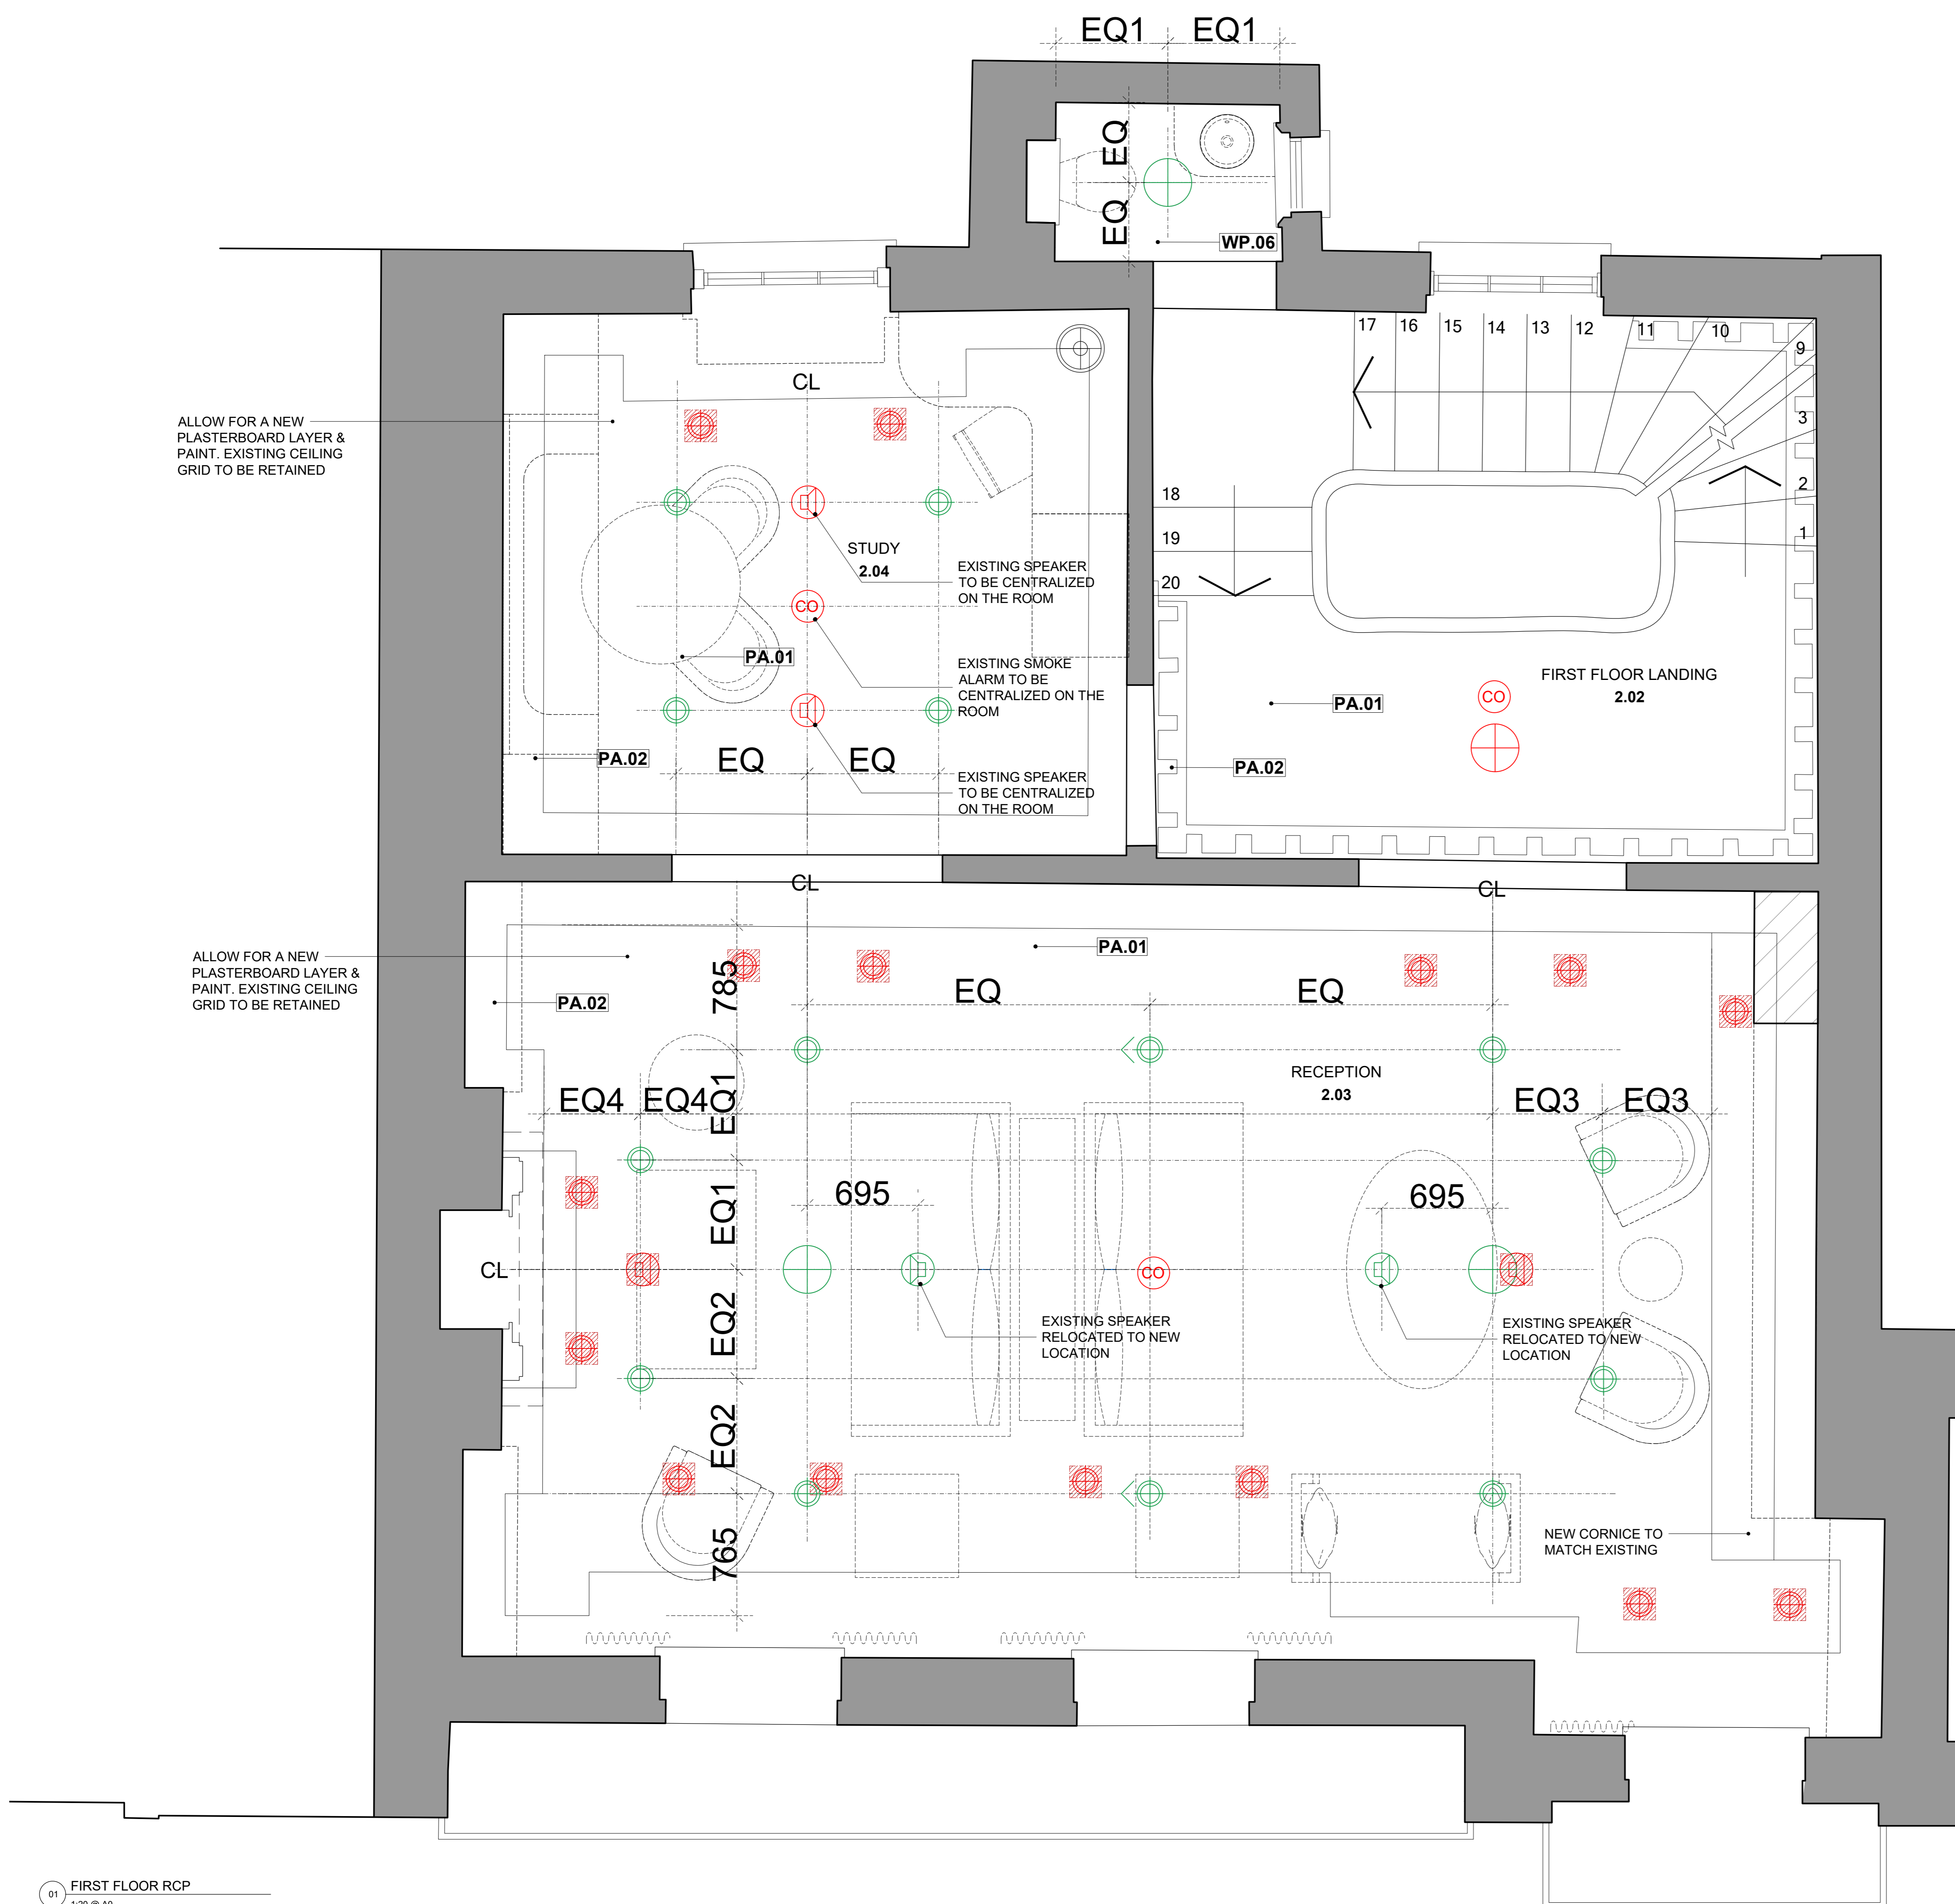 EQ1 EQ1
EQ
EQ
WP.06
17 16 15 14 13 12 11 10 9
3
2
1
18
19
20
CL
ALLOW FOR A NEW
PLASTERBOARD LAYER &
PAINT. EXISTING CEILING
GRID TO BE RETAINED
STUDY
2.04
EXISTING SPEAKER
TO BE CENTRALIZED
ON THE ROOM
CO
PA.01
EXISTING SMOKE
ALARM TO BE
CENTRALIZED ON THE
ROOM
PA.02
EQ EQ
EXISTING SPEAKER
TO BE CENTRALIZED
ON THE ROOM
FIRST FLOOR LANDING
2.02
CO
PA.01
PA.02
CL
CL
ALLOW FOR A NEW
PLASTERBOARD LAYER &
PAINT. EXISTING CEILING
GRID TO BE RETAINED
PA.01
PA.02
785
EQ EQ
RECEPTION
2.03
EQ4 EQ4
EQ1
EQ3 EQ3
EQ1
695
695
CL
CO
EQ2
EXISTING SPEAKER
RELOCATED TO NEW
LOCATION
EXISTING SPEAKER
RELOCATED TO NEW
LOCATION
EQ2
765
NEW CORNICE TO
MATCH EXISTING
01
FIRST FLOOR RCP
1:20 @ A0